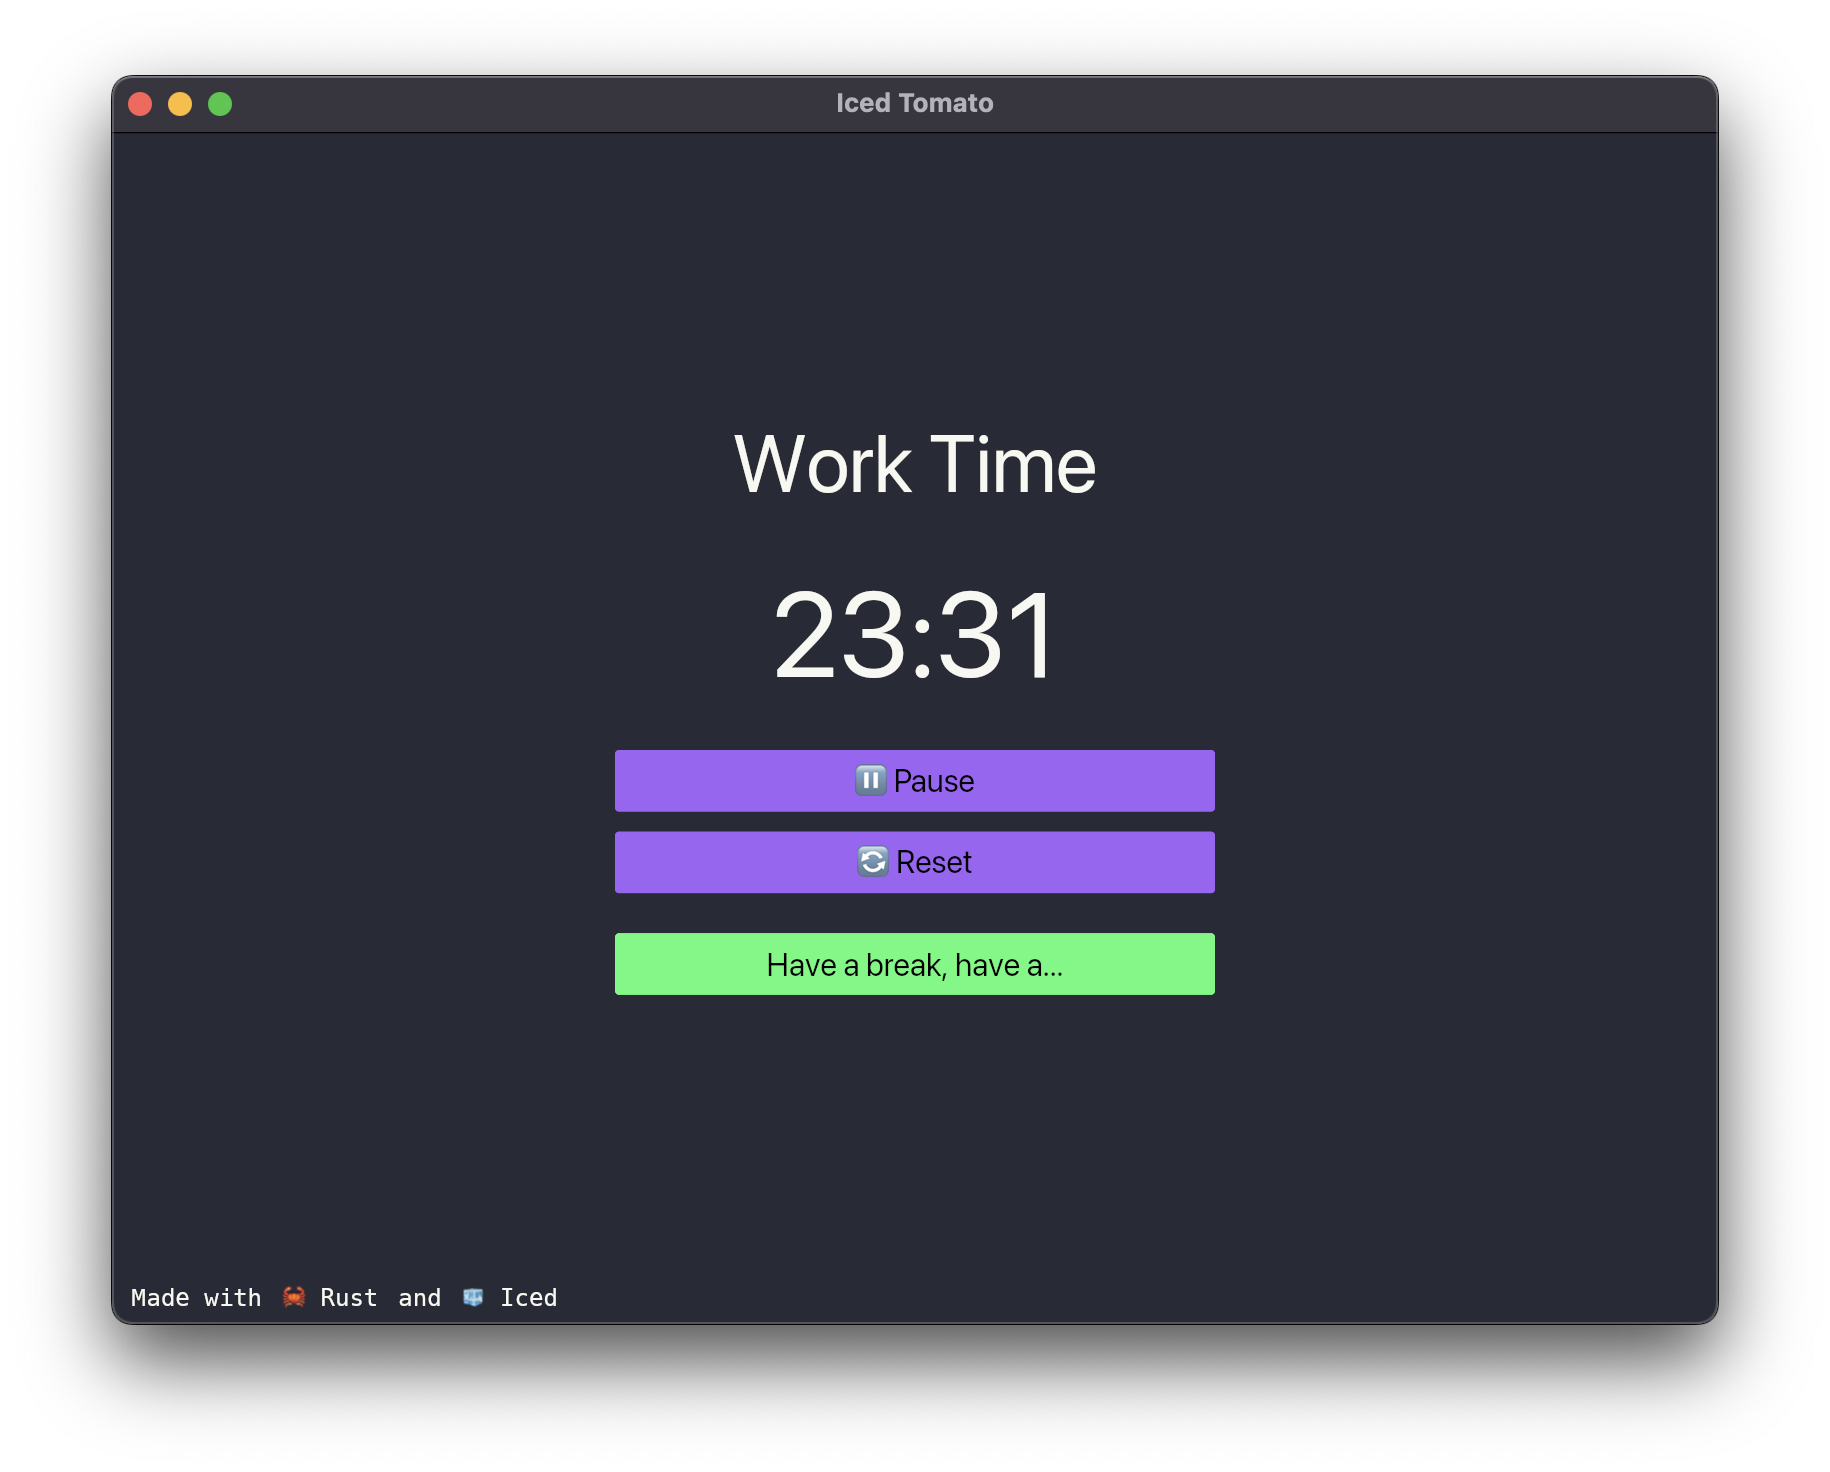 Iced Tomato
Work Time
23:31
⏸️ Pause
🔄 Reset
Have a break, have a...
Made with 🦀 Rust and 🧊 Iced